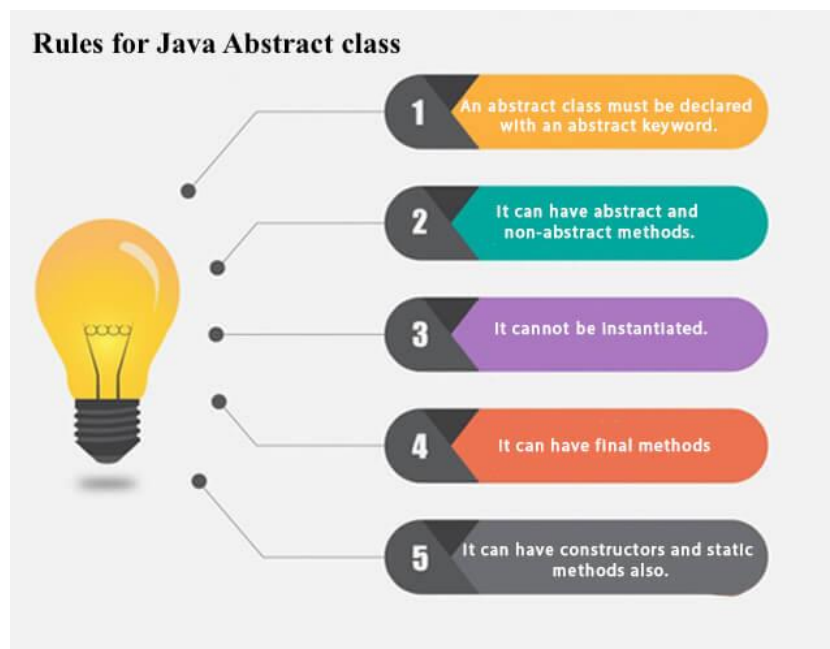 Rules for Java Abstract class
1
An abstract class must be declared
with an abstract keyword.
2
It can have abstract and
non-abstract methods.
3
It cannot be instantiated.
4
It can have final methods
5
It can have constructors and static
methods also.